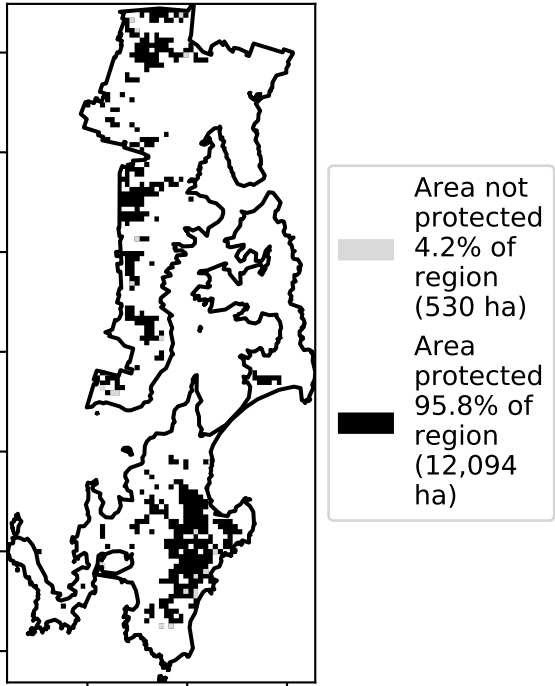 Area not
protected
4.2% of
region
(530 ha)
Area
protected
95.8% of
region
(12,094
ha)